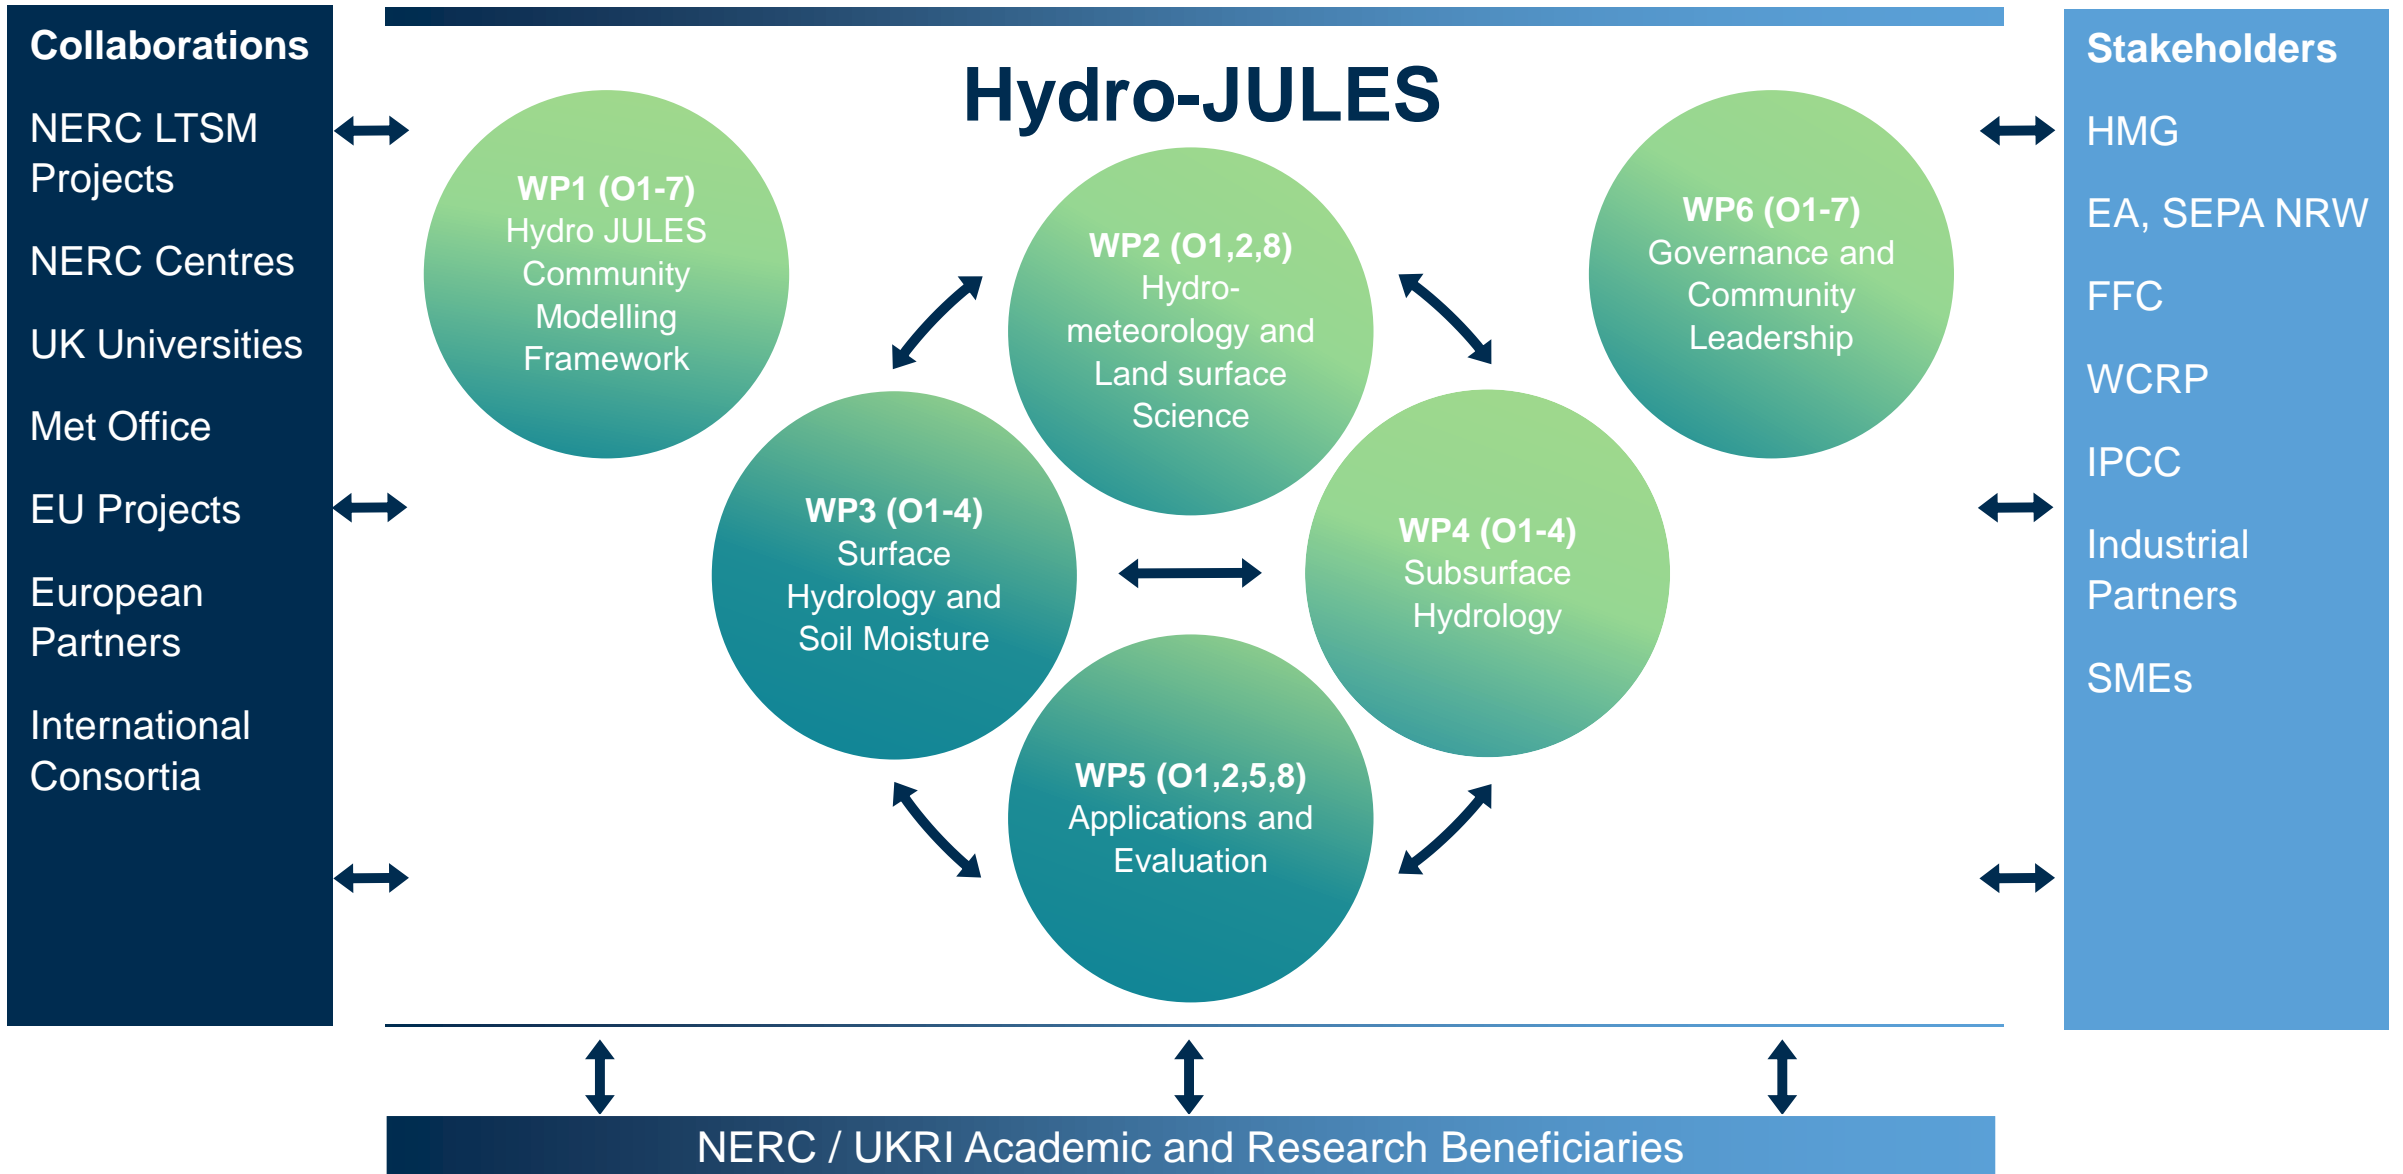 Collaborations
NERC LTSM
Projects
NERC Centres
UK Universities
Met Office
EU Projects
European
Partners
International
Consortia
Hydro-JULES
WP1 (O1-7)
Hydro JULES
Community
Modelling
Framework
WP2 (O1,2,8)
Hydro-
meteorology and
Land surface
Science
WP6 (O1-7)
Governance and
Community
Leadership
WP3 (O1-4)
Surface
Hydrology and
Soil Moisture
WP4 (O1-4)
Subsurface
Hydrology
WP5 (O1,2,5,8)
Applications and
Evaluation
Stakeholders
HMG
EA, SEPA NRW
FFC
WCRP
IPCC
Industrial
Partners
SMEs
NERC / UKRI Academic and Research Beneficiaries